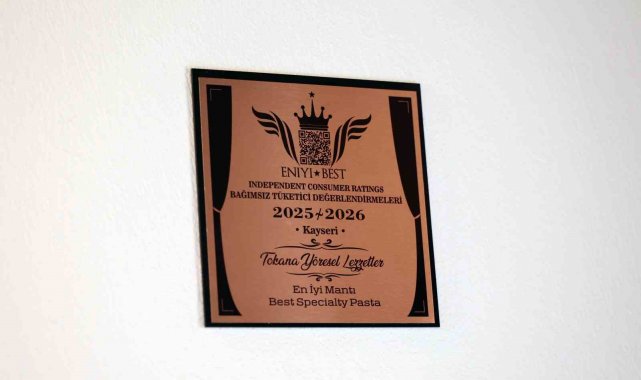 ENIYI★BEST
INDEPENDENT CONSUMER RATINGS
BAĞIMSIZ TÜKETİCİ DEĞERLENDİRMELERİ
2025/2026
• Kayseri •
Tokana Yöresel Lezzetler
En İyi Mantı
Best Specialty Pasta